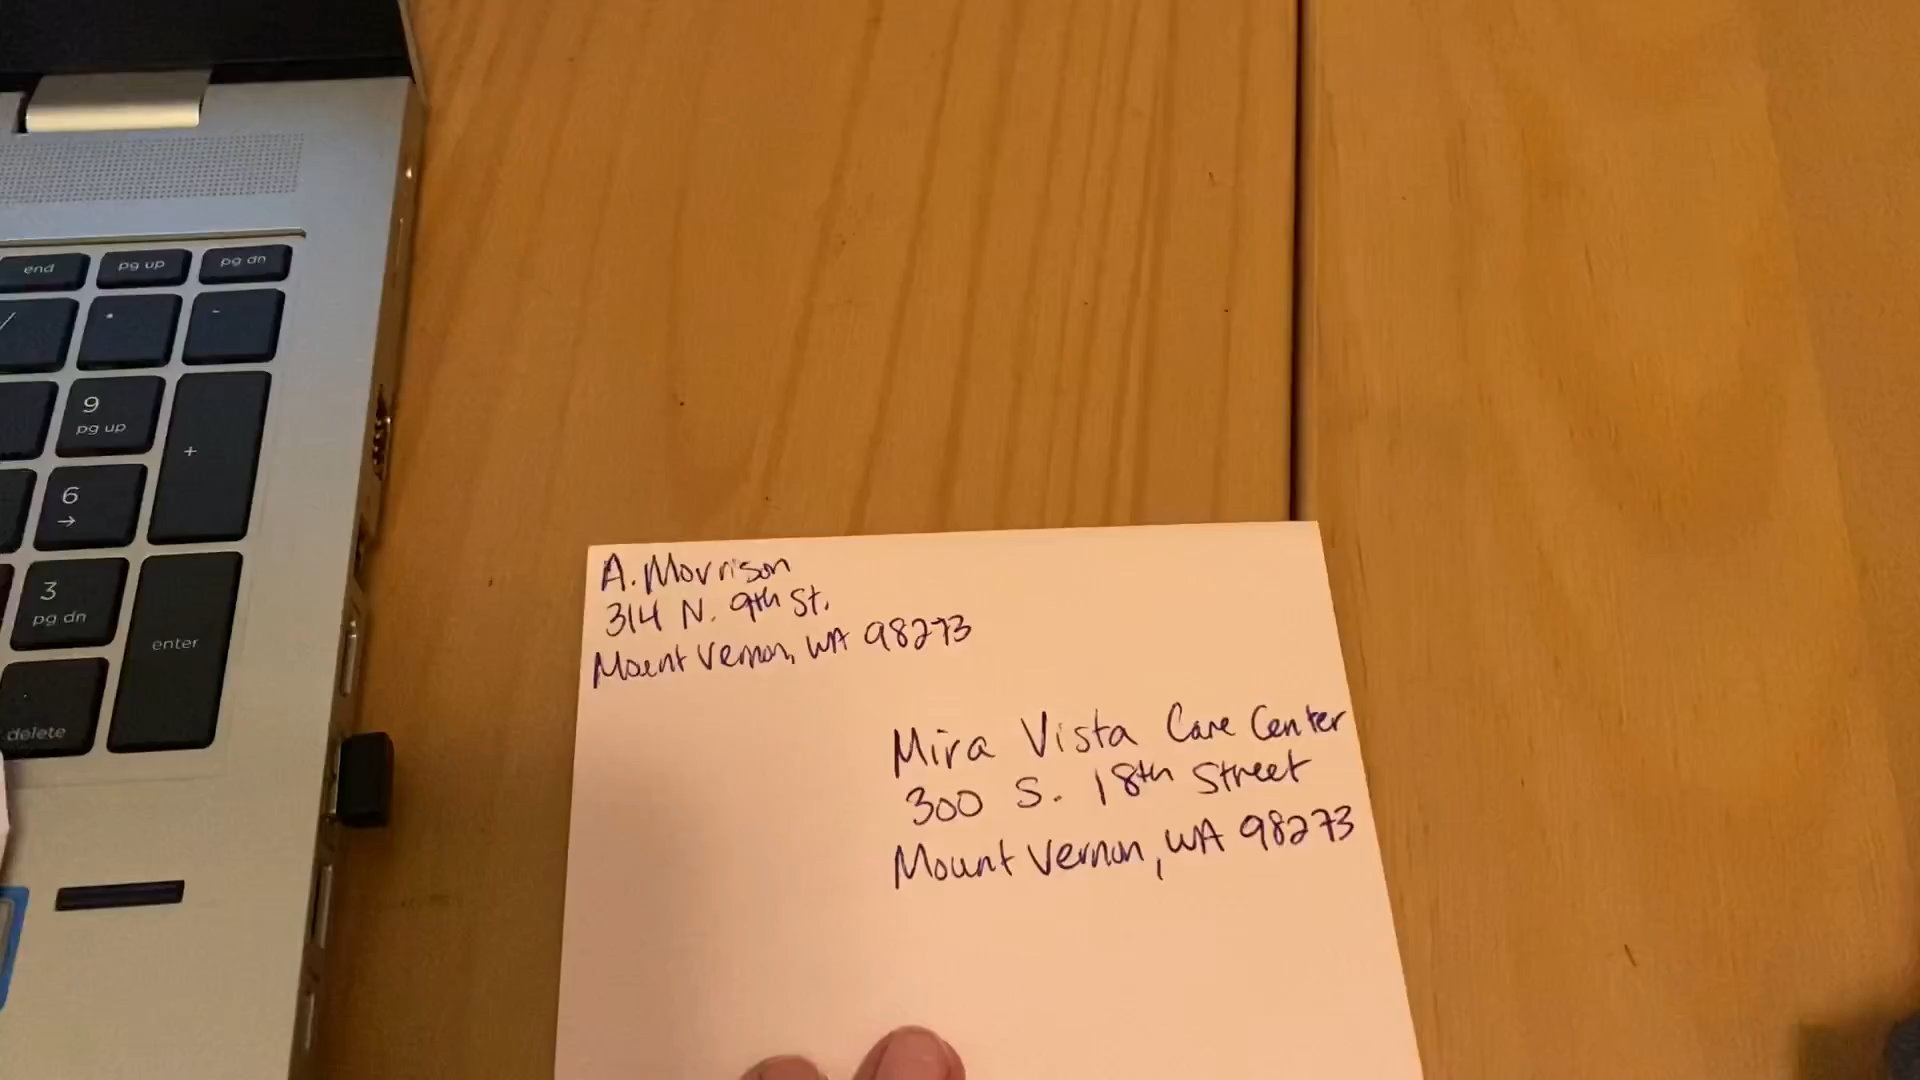 A. Morrison
314 N. 9th St.
Mount Vernon, WA 98273
Mira Vista Care Center
300 S. 18th Street
Mount Vernon, WA 98273
end
pg up
pg dn
/
*
-
9
pg up
+
6
→
3
pg dn
enter
.
delete